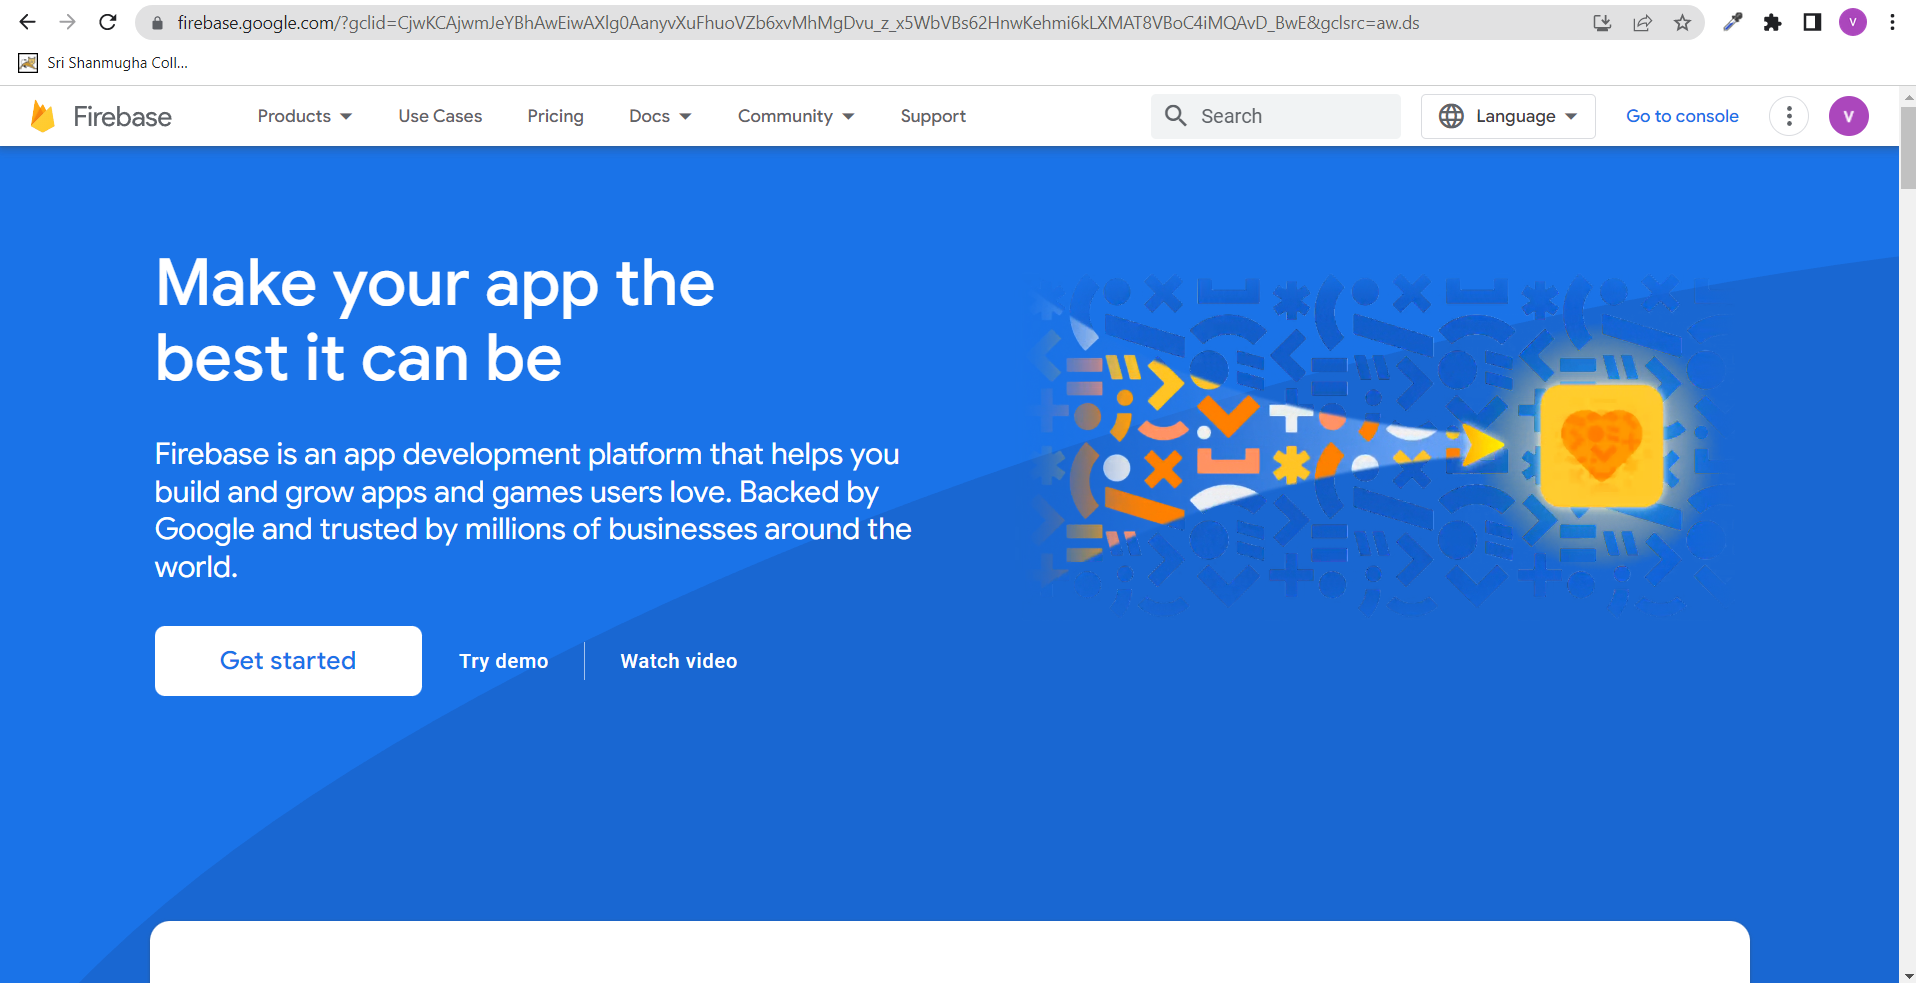 firebase.google.com/?gclid=CjwKCAjwmJeYBhAwEiwAXlg0AanyvXuFhuoVZb6xvMhMgDvu_z_x5WbVBs62HnwKehmi6kLXMAT8VBoC4iMQAvD_BwE&gclsrc=aw.ds
V
Sri Shanmugha Coll...
Firebase Products Use Cases Pricing Docs Community Support Search Language Go to console V
Make your app the
best it can be
Firebase is an app development platform that helps you
build and grow apps and games users love. Backed by
Google and trusted by millions of businesses around the
world.
Get started Try demo Watch video